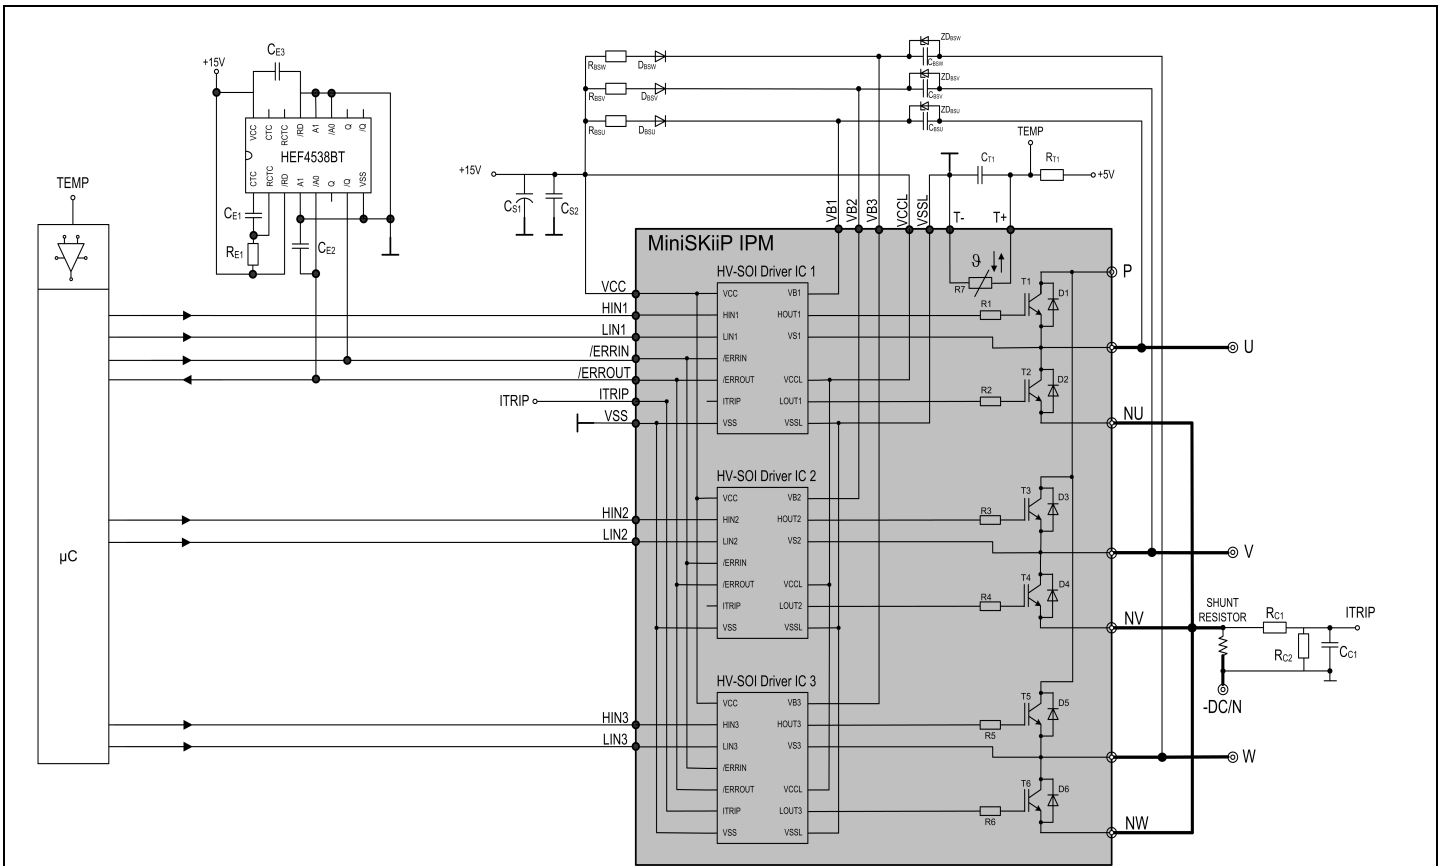 CE3
+15V
VCC
CTC
RCTC
/RD
A1
/A0
Q
/Q
HEF4538BT
CTC
RCTC
/RD
A1
/A0
Q
/Q
VSS
CE1
RE1
CE2
TEMP
µC
RBSW
DBSW
ZDBSW
CBSW
RBSV
DBSV
ZDBSV
CBSV
RBSU
DBSU
ZDBSU
CBSU
+15V
CS1
CS2
TEMP
CT1
RT1
+5V
VB1
VB2
VB3
VCCL
VSSL
T-
T+
MiniSKiiP IPM
ϑ
R7
P
VCC
HIN1
LIN1
/ERRIN
/ERROUT
ITRIP
ITRIP
VSS
HV-SOI Driver IC 1
VCC
VB1
HIN1
HOUT1
LIN1
VS1
/ERRIN
/ERROUT
VCCL
ITRIP
LOUT1
VSS
VSSL
R1
T1
D1
U
R2
T2
D2
NU
HIN2
LIN2
HV-SOI Driver IC 2
VCC
VB2
HIN2
HOUT2
LIN2
VS2
/ERRIN
/ERROUT
VCCL
ITRIP
LOUT2
VSS
VSSL
R3
T3
D3
V
R4
T4
D4
NV
SHUNT
RESISTOR
RC1
ITRIP
RC2
CC1
-DC/N
HIN3
LIN3
HV-SOI Driver IC 3
VCC
VB3
HIN3
HOUT3
LIN3
VS3
/ERRIN
/ERROUT
VCCL
ITRIP
LOUT3
VSS
VSSL
R5
T5
D5
W
R6
T6
D6
NW